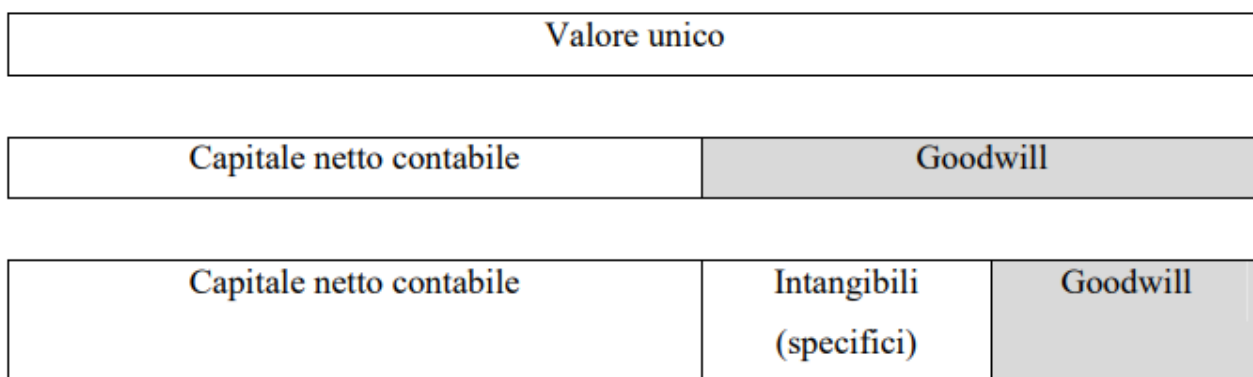 Valore unico
Capitale netto contabile Goodwill
Capitale netto contabile Intangibili Goodwill
(specifici)